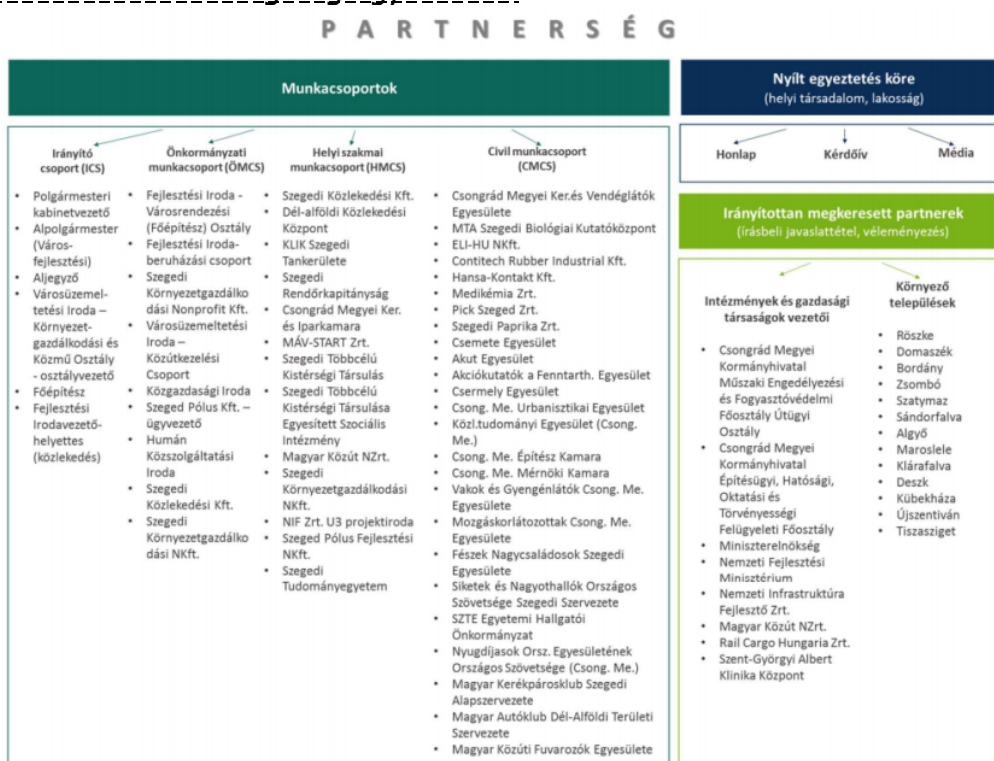 PARTNERSÉG
Munkacsoportok
Irányító
csoport (ICS)
Polgármesteri
kabinetvezető
Alpolgármester
(Város-
fejlesztési)
Aljegyző
Városüzemel-
tetési Iroda –
Környezet-
gazdálkodási és
Közmű Osztály
- osztályvezető
Főépítész
Fejlesztési
Irodavezető-
helyettes
(közlekedés)
Önkormányzati
munkacsoport (ÖMCS)
Fejlesztési Iroda -
Városrendezési
(Főépítész) Osztály
Fejlesztési Iroda-
beruházási csoport
Szegedi
Környezetgazdálko
dási Nonprofit Kft.
Városüzemeltetési
Iroda –
Közútkezelési
Csoport
Közgazdasági Iroda
Szeged Pólus Kft. –
ügyvezető
Humán
Közszolgáltatási
Iroda
Szegedi
Közlekedési Kft.
Szegedi
Környezetgazdálko
dási NKft.
Helyi szakmai
munkacsoport (HMCS)
Szegedi Közlekedési Kft.
Dél-alföldi Közlekedési
Központ
KLIK Szegedi
Tankerülete
Szegedi
Rendőrkapitányság
Csongrád Megyei Ker.
és Iparkamara
MÁV-START Zrt.
Szegedi Többcélú
Kistérségi Társulás
Szegedi Többcélú
Kistérségi Társulása
Egyesített Szociális
Intézmény
Magyar Közút NZrt.
Szegedi
Környezetgazdálkodási
NKft.
NIF Zrt. U3 projektiroda
Szeged Pólus Fejlesztési
NKft.
Szegedi
Tudományegyetem
Civil munkacsoport
(CMCS)
Csongrád Megyei Ker.és Vendéglátók
Egyesülete
MTA Szegedi Biológiai Kutatóközpont
ELI-HU NKft.
Contitech Rubber Industrial Kft.
Hansa-Kontakt Kft.
Medikémia Zrt.
Pick Szeged Zrt.
Szegedi Paprika Zrt.
Csemete Egyesület
Akut Egyesület
Akciókutatók a Fenntarth. Egyesület
Csermely Egyesület
Csong. Me. Urbanisztikai Egyesület
Közl.tudományi Egyesület (Csong.
Me.)
Csong. Me. Építész Kamara
Csong. Me. Mérnöki Kamara
Vakok és Gyengénlátók Csong. Me.
Egyesülete
Mozgáskorlátozottak Csong. Me.
Egyesülete
Fészek Nagycsaládosok Szegedi
Egyesülete
Siketek és Nagyothallók Országos
Szövetsége Szegedi Szervezete
SZTE Egyetemi Hallgatói
Önkormányzat
Nyugdíjasok Orsz. Egyesületének
Országos Szövetsége (Csong. Me.)
Magyar Kerékpárosklub Szegedi
Alapszervezete
Magyar Autóklub Dél-Alföldi Területi
Szervezete
Magyar Közúti Fuvarozók Egyesülete
Nyílt egyeztetés köre
(helyi társadalom, lakosság)
Honlap Kérdőív Média
Irányítottan megkeresett partnerek
(írásbeli javaslattétel, véleményezés)
Intézmények és gazdasági
társaságok vezetői
Csongrád Megyei
Kormányhivatal
Műszaki Engedélyezési
és Fogyasztóvédelmi
Főosztály Útügyi
Osztály
Csongrád Megyei
Kormányhivatal
Építésügyi, Hatósági,
Oktatási és
Törvényességi
Felügyeleti Főosztály
Miniszterelnökség
Nemzeti Fejlesztési
Minisztérium
Nemzeti Infrastruktúra
Fejlesztő Zrt.
Magyar Közút NZrt.
Rail Cargo Hungaria Zrt.
Szent-Györgyi Albert
Klinika Központ
Környező
települések
Röszke
Domaszék
Bordány
Zsombó
Szatymaz
Sándorfalva
Algyő
Maroslele
Klárafalva
Deszk
Kübekháza
Újszentiván
Tiszasziget